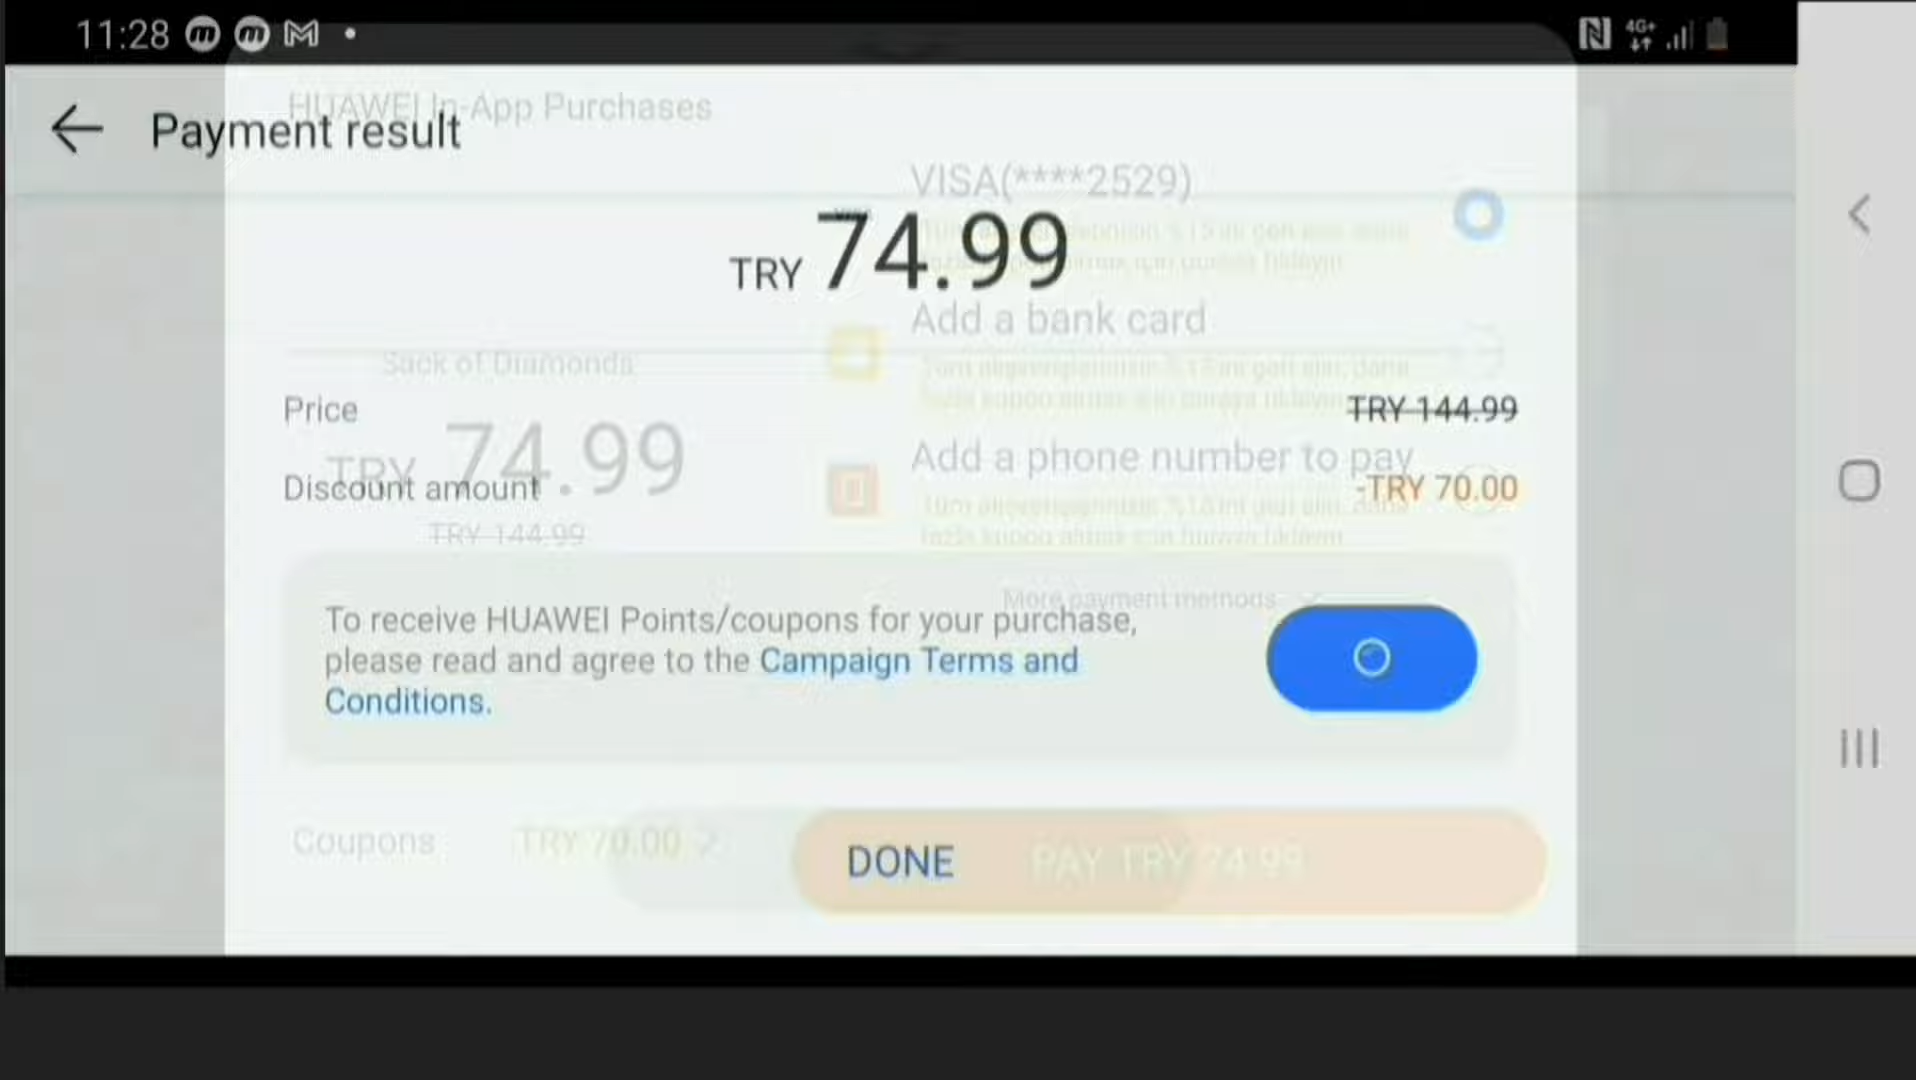 11:28
4G+
HUAWEI In-App Purchases
Payment result
VISA(****2529)
TRY 74.99
Add a bank card
Sack of Diamonds
Price
TRY 144.99
TRY 74.99
Add a phone number to pay
Discount amount
-TRY 70.00
TRY 144.99
More payment methods
To receive HUAWEI Points/coupons for your purchase,
please read and agree to the Campaign Terms and
Conditions.
Coupons TRY 70.00 >
DONE
PAY TRY 74.99